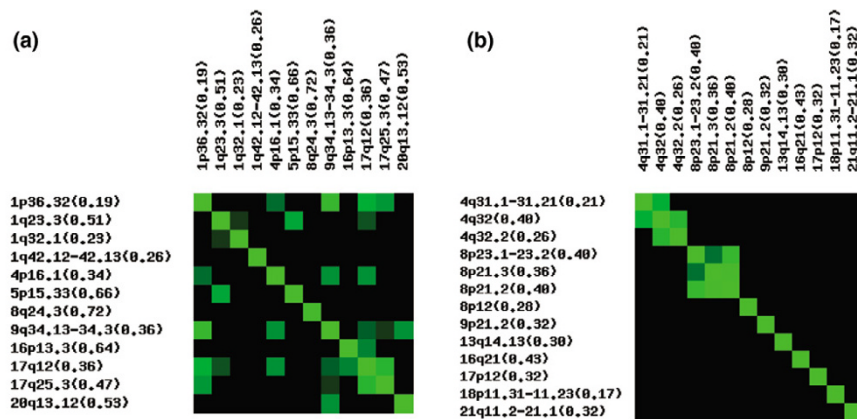 (a)
1p36.32(0.19)
1q23.3(0.51)
1q32.1(0.23)
1q42.12-42.13(0.26)
4p16.1(0.34)
5p15.33(0.66)
8q24.3(0.72)
9q34.13-34.3(0.36)
16p13.3(0.64)
17q12(0.36)
17q25.3(0.47)
20q13.12(0.53)
1p36.32(0.19)
1q23.3(0.51)
1q32.1(0.23)
1q42.12-42.13(0.26)
4p16.1(0.34)
5p15.33(0.66)
8q24.3(0.72)
9q34.13-34.3(0.36)
16p13.3(0.64)
17q12(0.36)
17q25.3(0.47)
20q13.12(0.53)
(b)
4q31.1-31.21(0.21)
4q32(0.40)
4q32.2(0.26)
8p23.1-23.2(0.40)
8p21.3(0.36)
8p21.2(0.40)
8p12(0.28)
9p21.2(0.32)
13q14.13(0.30)
16q21(0.43)
17p12(0.32)
18p11.31-11.23(0.17)
21q11.2-21.1(0.32)
4q31.1-31.21(0.21)
4q32(0.40)
4q32.2(0.26)
8p23.1-23.2(0.40)
8p21.3(0.36)
8p21.2(0.40)
8p12(0.28)
9p21.2(0.32)
13q14.13(0.30)
16q21(0.43)
17p12(0.32)
18p11.31-11.23(0.17)
21q11.2-21.1(0.32)